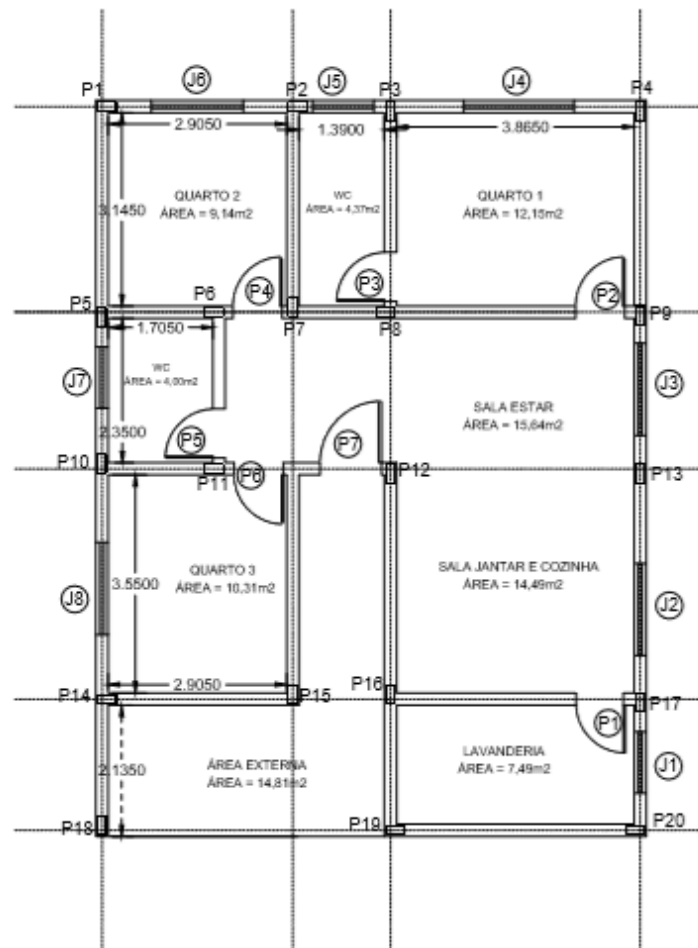 P1
J6
P2
J5
P3
J4
P4
2.9050
1.3900
3.8650
3.1450
QUARTO 2
ÁREA = 9,14m2
WC
ÁREA = 4,37m2
QUARTO 1
ÁREA = 12,15m2
P4
P3
P2
P5
P6
P7
P8
P9
1.7050
J7
WC
ÁREA = 4,00m2
2.3500
P5
P7
SALA ESTAR
ÁREA = 15,64m2
J3
P10
P11
P6
P12
P13
QUARTO 3
ÁREA = 10,31m2
3.5500
J8
SALA JANTAR E COZINHA
ÁREA = 14,49m2
J2
2.9050
P14
P15
P16
P17
P1
2.1350
ÁREA EXTERNA
ÁREA = 14,81m2
LAVANDERIA
ÁREA = 7,49m2
J1
P18
P19
P20